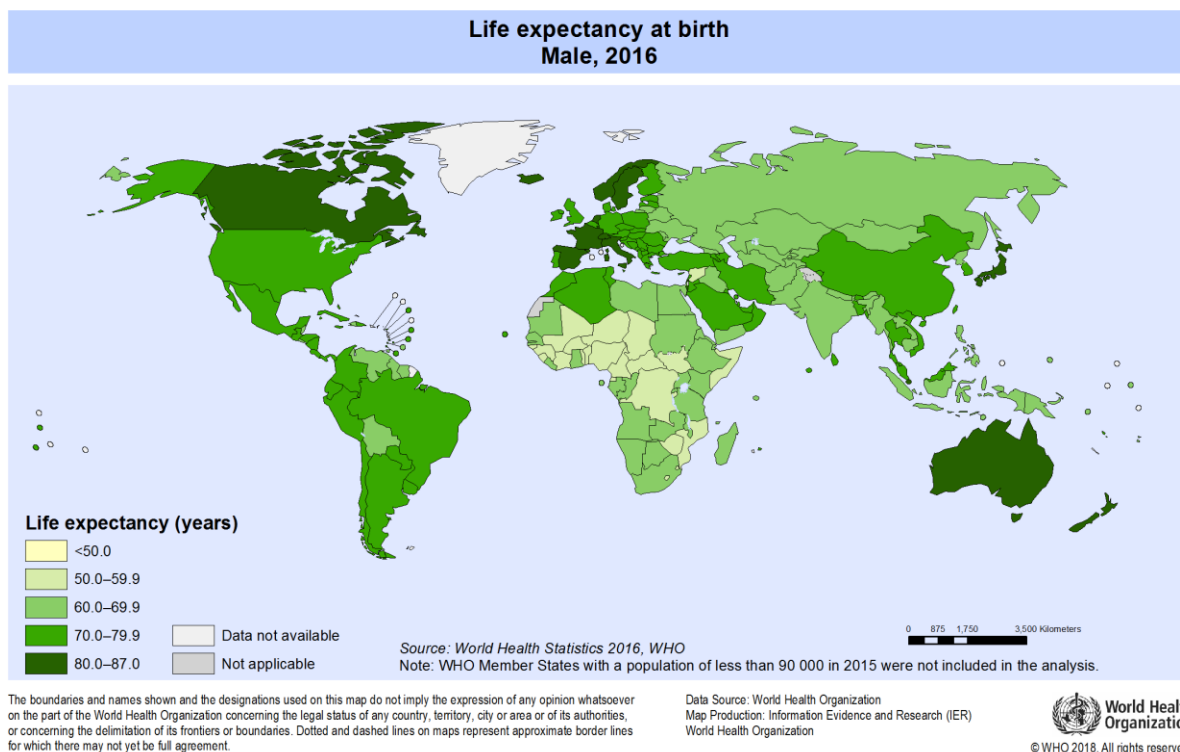 Life expectancy at birth
Male, 2016
Life expectancy (years)
<50.0
50.0–59.9
60.0–69.9
70.0–79.9
80.0–87.0
Data not available
Not applicable
Source: World Health Statistics 2016, WHO
Note: WHO Member States with a population of less than 90 000 in 2015 were not included in the analysis.
0 875 1,750 3,500 Kilometers
The boundaries and names shown and the designations used on this map do not imply the expression of any opinion whatsoever
on the part of the World Health Organization concerning the legal status of any country, territory, city or area or of its authorities,
or concerning the delimitation of its frontiers or boundaries. Dotted and dashed lines on maps represent approximate border lines
for which there may not yet be full agreement.
Data Source: World Health Organization
Map Production: Information Evidence and Research (IER)
World Health Organization
World Healt
Organizatio
© WHO 2018. All rights reserve